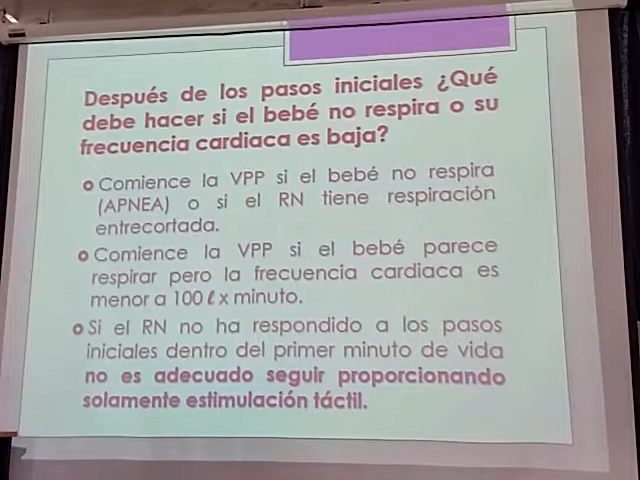 Después de los pasos iniciales ¿Qué
debe hacer si el bebé no respira o su
frecuencia cardiaca es baja?
Comience la VPP si el bebé no respira
(APNEA) o si el RN tiene respiración
entrecortada.
Comience la VPP si el bebé parece
respirar pero la frecuencia cardiaca es
menor a 100 ℓ x minuto.
Si el RN no ha respondido a los pasos
iniciales dentro del primer minuto de vida
no es adecuado seguir proporcionando
solamente estimulación táctil.